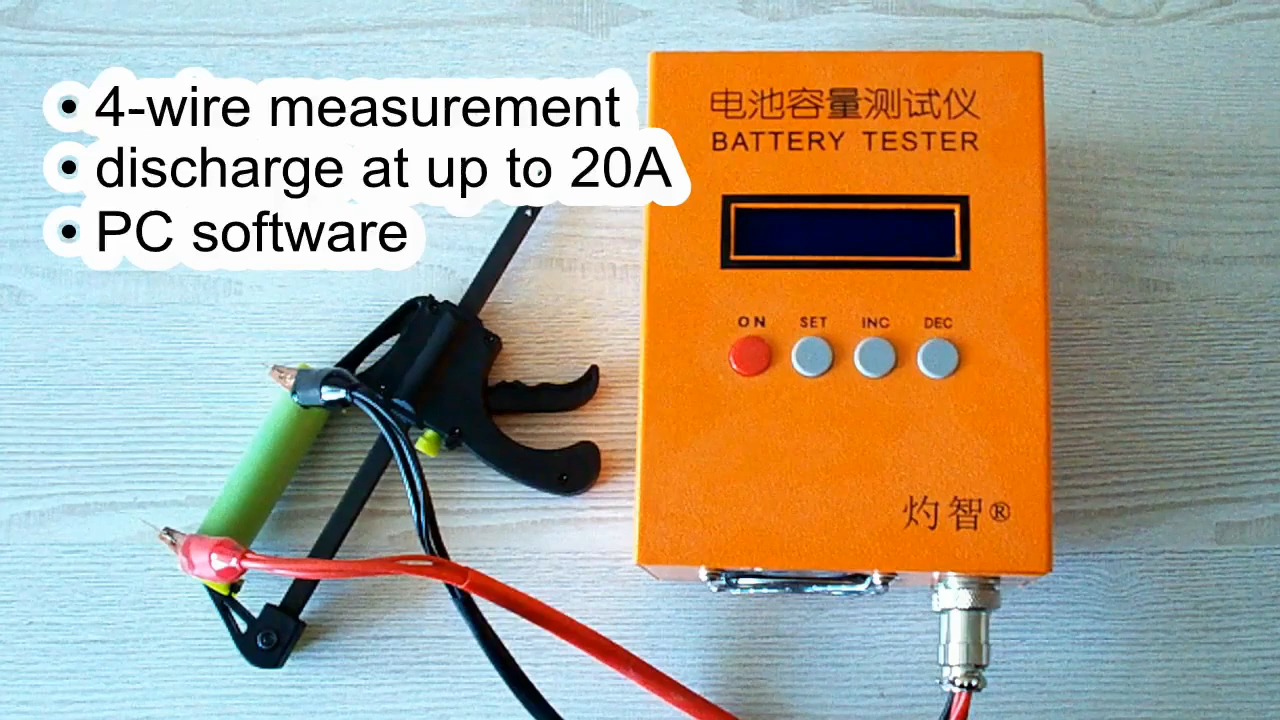 • 4-wire measurement
• discharge at up to 20A
• PC software
电池容量测试仪
BATTERY TESTER
ON SET INC DEC
灼智®